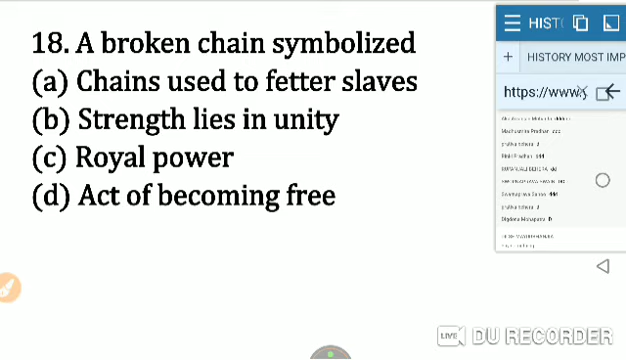 18. A broken chain symbolized
(a) Chains used to fetter slaves
(b) Strength lies in unity
(c) Royal power
(d) Act of becoming free
HIST
+ HISTORY MOST IMP
https://www.y
LIVE DU RECORDER